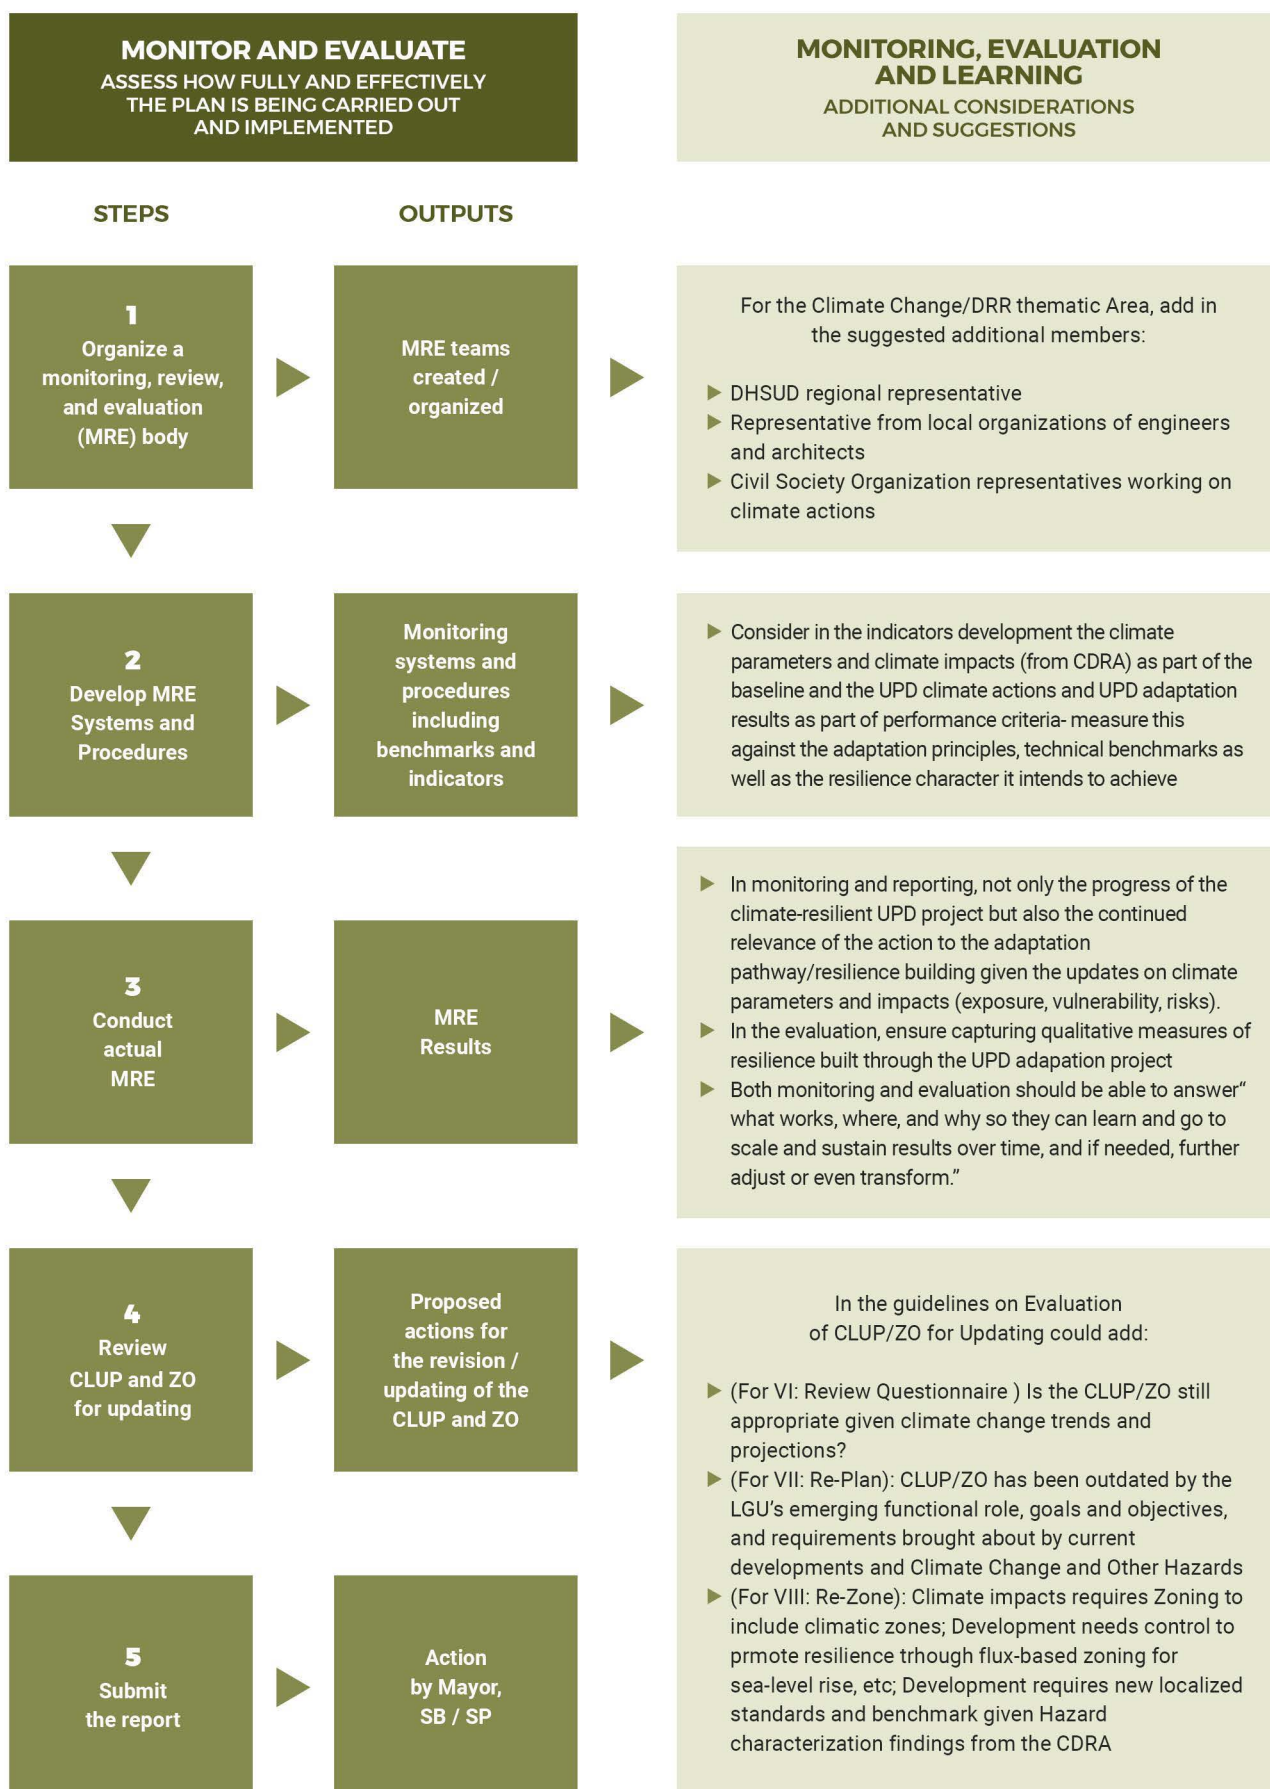 MONITOR AND EVALUATE
ASSESS HOW FULLY AND EFFECTIVELY
THE PLAN IS BEING CARRIED OUT
AND IMPLEMENTED
MONITORING, EVALUATION
AND LEARNING
ADDITIONAL CONSIDERATIONS
AND SUGGESTIONS
STEPS
OUTPUTS
1
Organize a
monitoring, review,
and evaluation
(MRE) body
MRE teams
created /
organized
For the Climate Change/DRR thematic Area, add in
the suggested additional members:
DHSUD regional representative
Representative from local organizations of engineers
and architects
Civil Society Organization representatives working on
climate actions
2
Develop MRE
Systems and
Procedures
Monitoring
systems and
procedures
including
benchmarks and
indicators
Consider in the indicators development the climate
parameters and climate impacts (from CDRA) as part of the
baseline and the UPD climate actions and UPD adaptation
results as part of performance criteria- measure this
against the adaptation principles, technical benchmarks as
well as the resilience character it intends to achieve
3
Conduct
actual
MRE
MRE
Results
In monitoring and reporting, not only the progress of the
climate-resilient UPD project but also the continued
relevance of the action to the adaptation
pathway/resilience building given the updates on climate
parameters and impacts (exposure, vulnerability, risks).
In the evaluation, ensure capturing qualitative measures of
resilience built through the UPD adapation project
Both monitoring and evaluation should be able to answer“
what works, where, and why so they can learn and go to
scale and sustain results over time, and if needed, further
adjust or even transform.”
4
Review
CLUP and ZO
for updating
Proposed
actions for
the revision /
updating of the
CLUP and ZO
In the guidelines on Evaluation
of CLUP/ZO for Updating could add:
(For VI: Review Questionnaire ) Is the CLUP/ZO still
appropriate given climate change trends and
projections?
(For VII: Re-Plan): CLUP/ZO has been outdated by the
LGU’s emerging functional role, goals and objectives,
and requirements brought about by current
developments and Climate Change and Other Hazards
(For VIII: Re-Zone): Climate impacts requires Zoning to
include climatic zones; Development needs control to
prmote resilience trhough flux-based zoning for
sea-level rise, etc; Development requires new localized
standards and benchmark given Hazard
characterization findings from the CDRA
5
Submit
the report
Action
by Mayor,
SB / SP